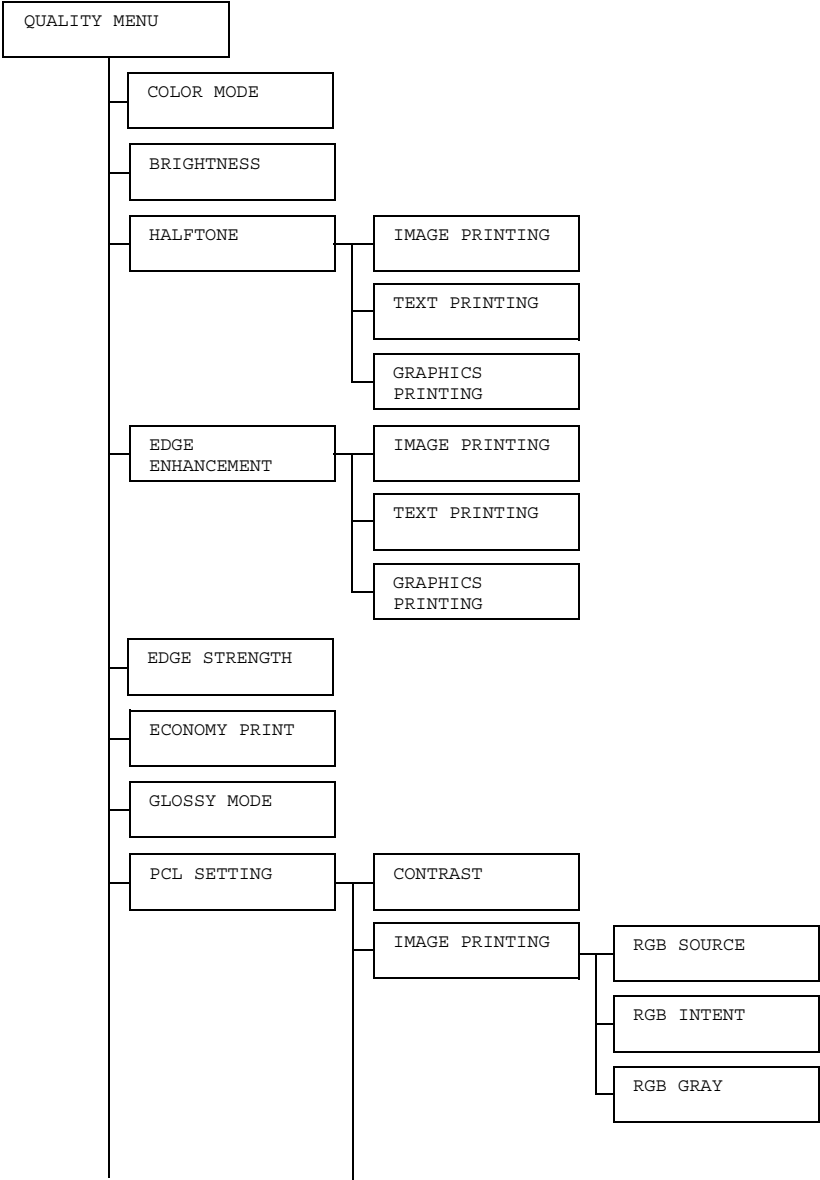 QUALITY MENU
COLOR MODE
BRIGHTNESS
HALFTONE
IMAGE PRINTING
TEXT PRINTING
GRAPHICS
PRINTING
EDGE
ENHANCEMENT
IMAGE PRINTING
TEXT PRINTING
GRAPHICS
PRINTING
EDGE STRENGTH
ECONOMY PRINT
GLOSSY MODE
PCL SETTING
CONTRAST
IMAGE PRINTING
RGB SOURCE
RGB INTENT
RGB GRAY